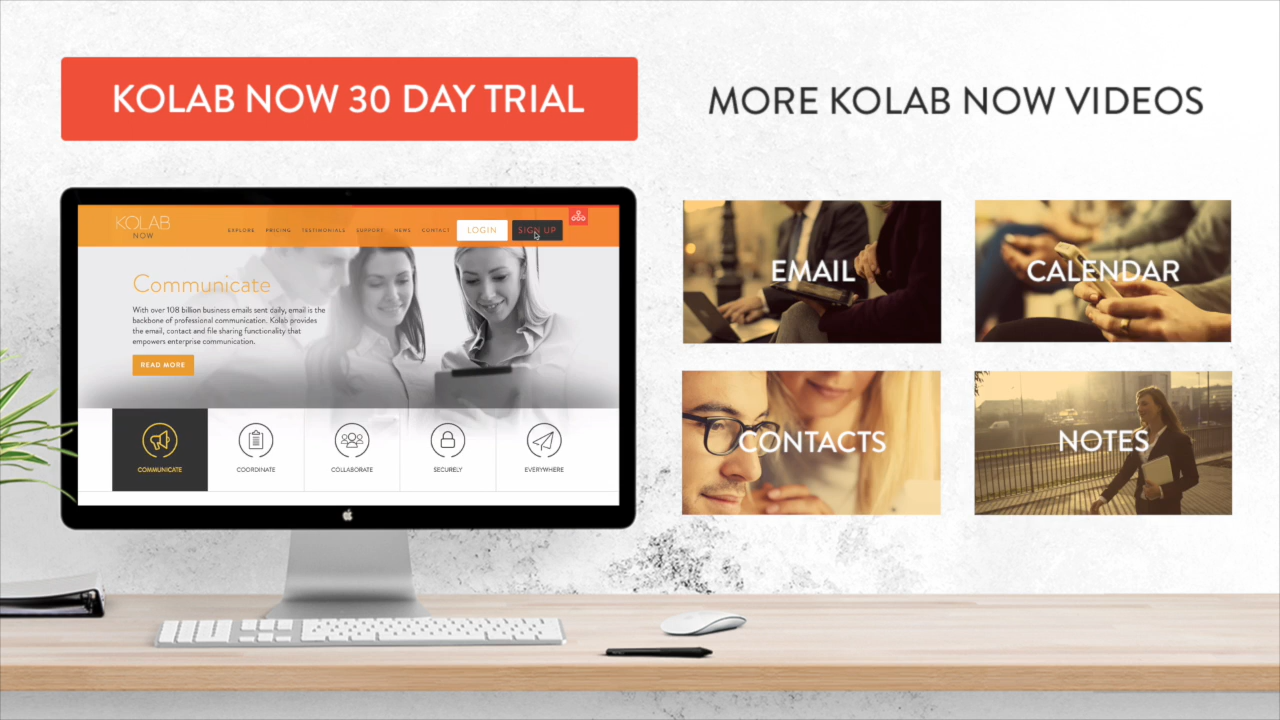 KOLAB NOW 30 DAY TRIAL
MORE KOLAB NOW VIDEOS
KOLAB
NOW
EXPLORE PRICING TESTIMONIALS SUPPORT NEWS CONTACT LOGIN SIGN UP
Communicate
With over 108 billion business emails sent daily, email is the
backbone of professional communication. Kolab provides
the email, contact and file sharing functionality that
empowers enterprise communication.
READ MORE
COMMUNICATE COORDINATE COLLABORATE SECURELY EVERYWHERE
EMAIL
CALENDAR
CONTACTS
NOTES